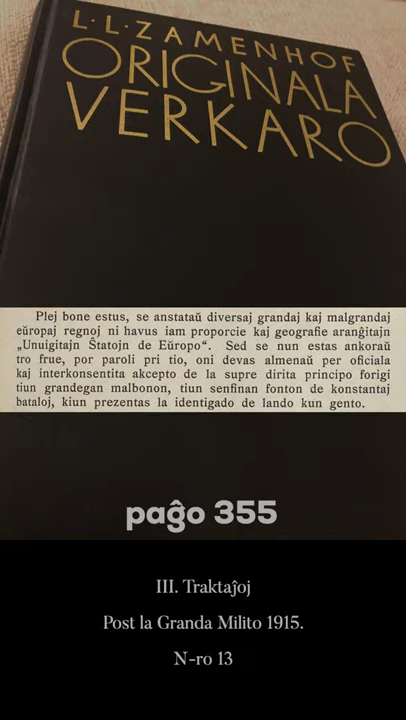 L·L·ZAMENHOF
ORIGINALA
VERKARO
Plej bone estus, se anstataŭ diversaj grandaj kaj malgrandaj
eŭropaj regnoj ni havus iam proporcie kaj geografie aranĝitajn
„Unuigitajn Ŝtatojn de Eŭropo“. Sed se nun estas ankoraŭ
tro frue, por paroli pri tio, oni devas almenaŭ per oficiala
kaj interkonsentita akcepto de la supre dirita principo forigi
tiun grandegan malbonon, tiun senfinan fonton de konstantaj
bataloj, kiun prezentas la identigado de lando kun gento.
paĝo 355
III. Traktaĵoj
Post la Granda Milito 1915.
N-ro 13